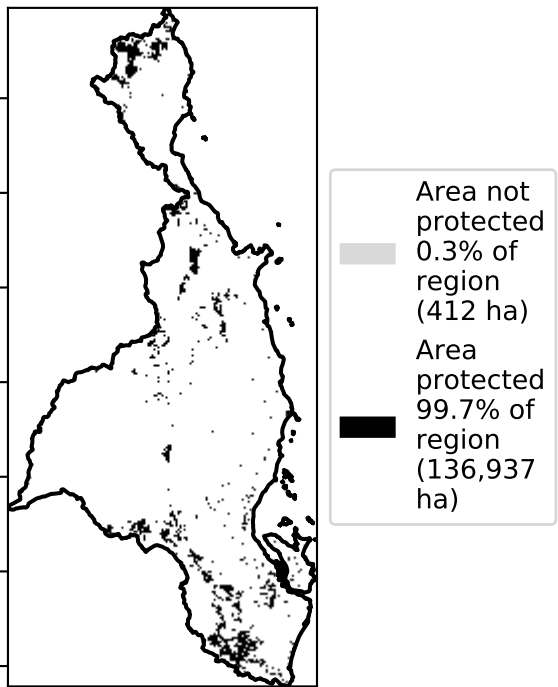 Area not
protected
0.3% of
region
(412 ha)
Area
protected
99.7% of
region
(136,937
ha)